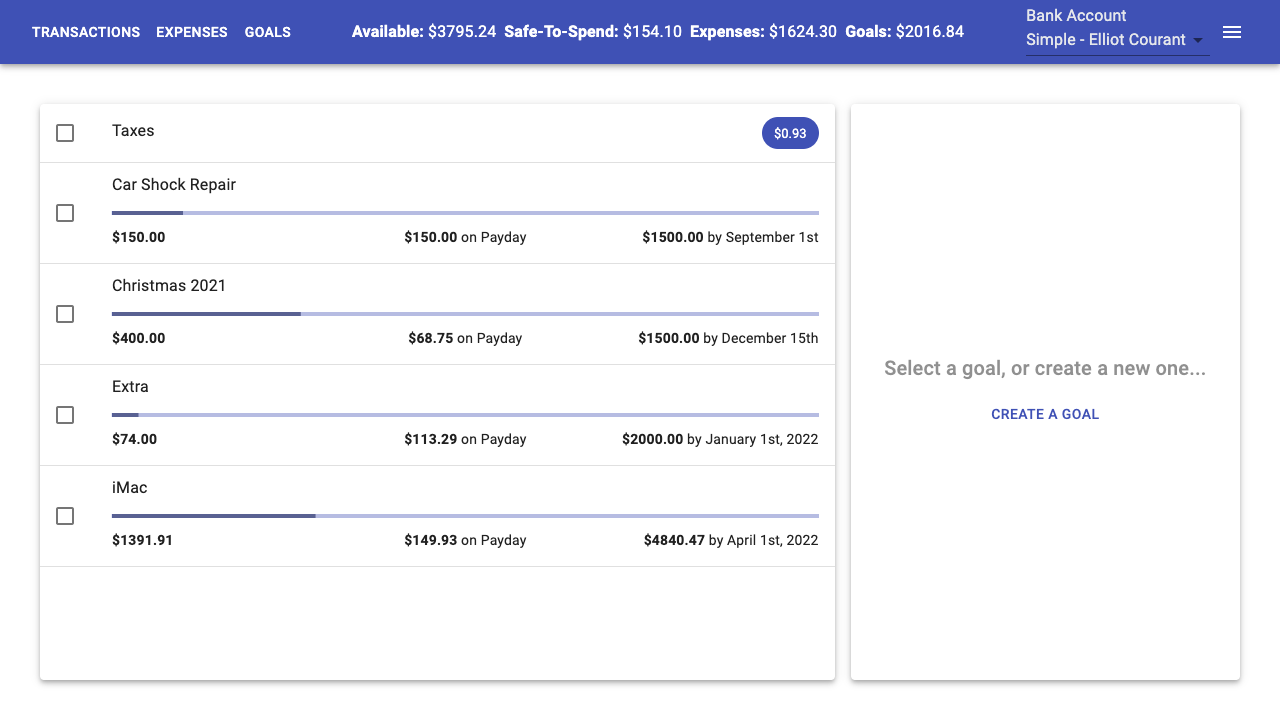 TRANSACTIONS EXPENSES GOALS Available: $3795.24 Safe-To-Spend: $154.10 Expenses: $1624.30 Goals: $2016.84
Bank Account
Simple - Elliot Courant
Taxes $0.93
Car Shock Repair
$150.00 $150.00 on Payday $1500.00 by September 1st
Christmas 2021
$400.00 $68.75 on Payday $1500.00 by December 15th
Extra
$74.00 $113.29 on Payday $2000.00 by January 1st, 2022
iMac
$1391.91 $149.93 on Payday $4840.47 by April 1st, 2022
Select a goal, or create a new one...
CREATE A GOAL